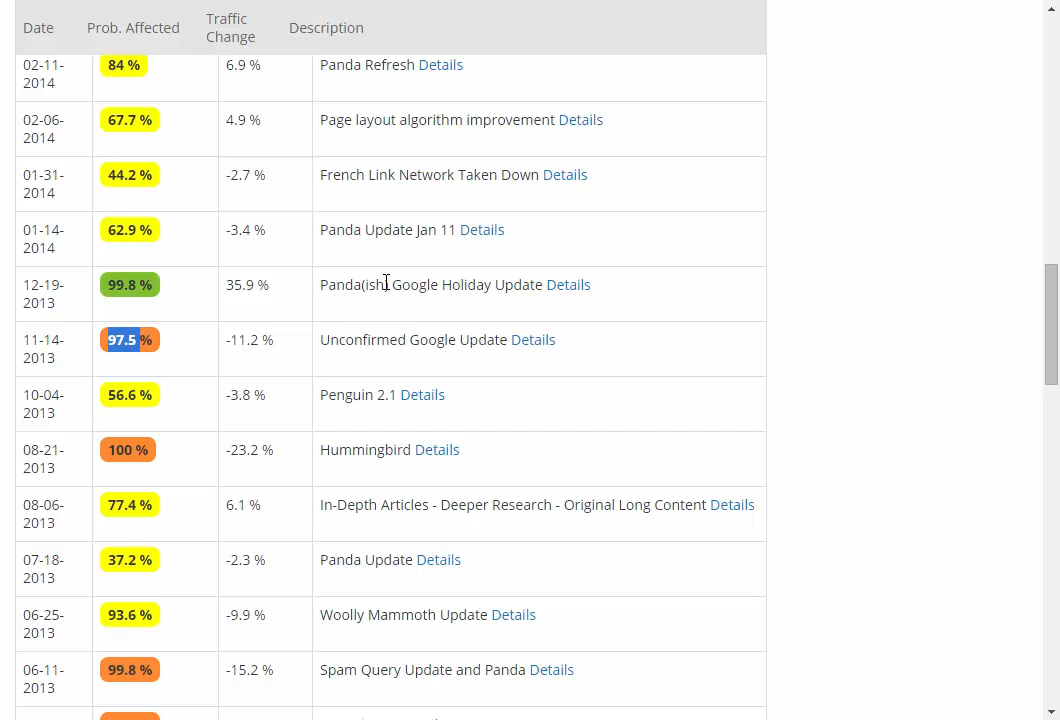 Date Prob. Affected Traffic Change Description
02-11-2014 84 % 6.9 % Panda Refresh Details
02-06-2014 67.7 % 4.9 % Page layout algorithm improvement Details
01-31-2014 44.2 % -2.7 % French Link Network Taken Down Details
01-14-2014 62.9 % -3.4 % Panda Update Jan 11 Details
12-19-2013 99.8 % 35.9 % Panda(ish) Google Holiday Update Details
11-14-2013 97.5 % -11.2 % Unconfirmed Google Update Details
10-04-2013 56.6 % -3.8 % Penguin 2.1 Details
08-21-2013 100 % -23.2 % Hummingbird Details
08-06-2013 77.4 % 6.1 % In-Depth Articles - Deeper Research - Original Long Content Details
07-18-2013 37.2 % -2.3 % Panda Update Details
06-25-2013 93.6 % -9.9 % Woolly Mammoth Update Details
06-11-2013 99.8 % -15.2 % Spam Query Update and Panda Details